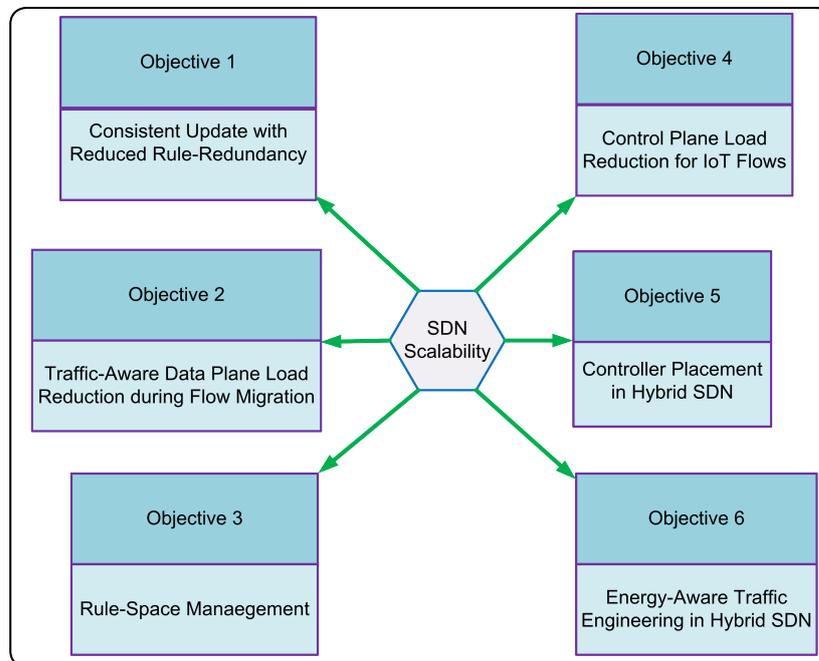 Objective 1
Consistent Update with
Reduced Rule-Redundancy
Objective 2
Traffic-Aware Data Plane Load
Reduction during Flow Migration
Objective 3
Rule-Space Manaegement
SDN
Scalability
Objective 4
Control Plane Load
Reduction for IoT Flows
Objective 5
Controller Placement
in Hybrid SDN
Objective 6
Energy-Aware Traffic
Engineering in Hybrid SDN